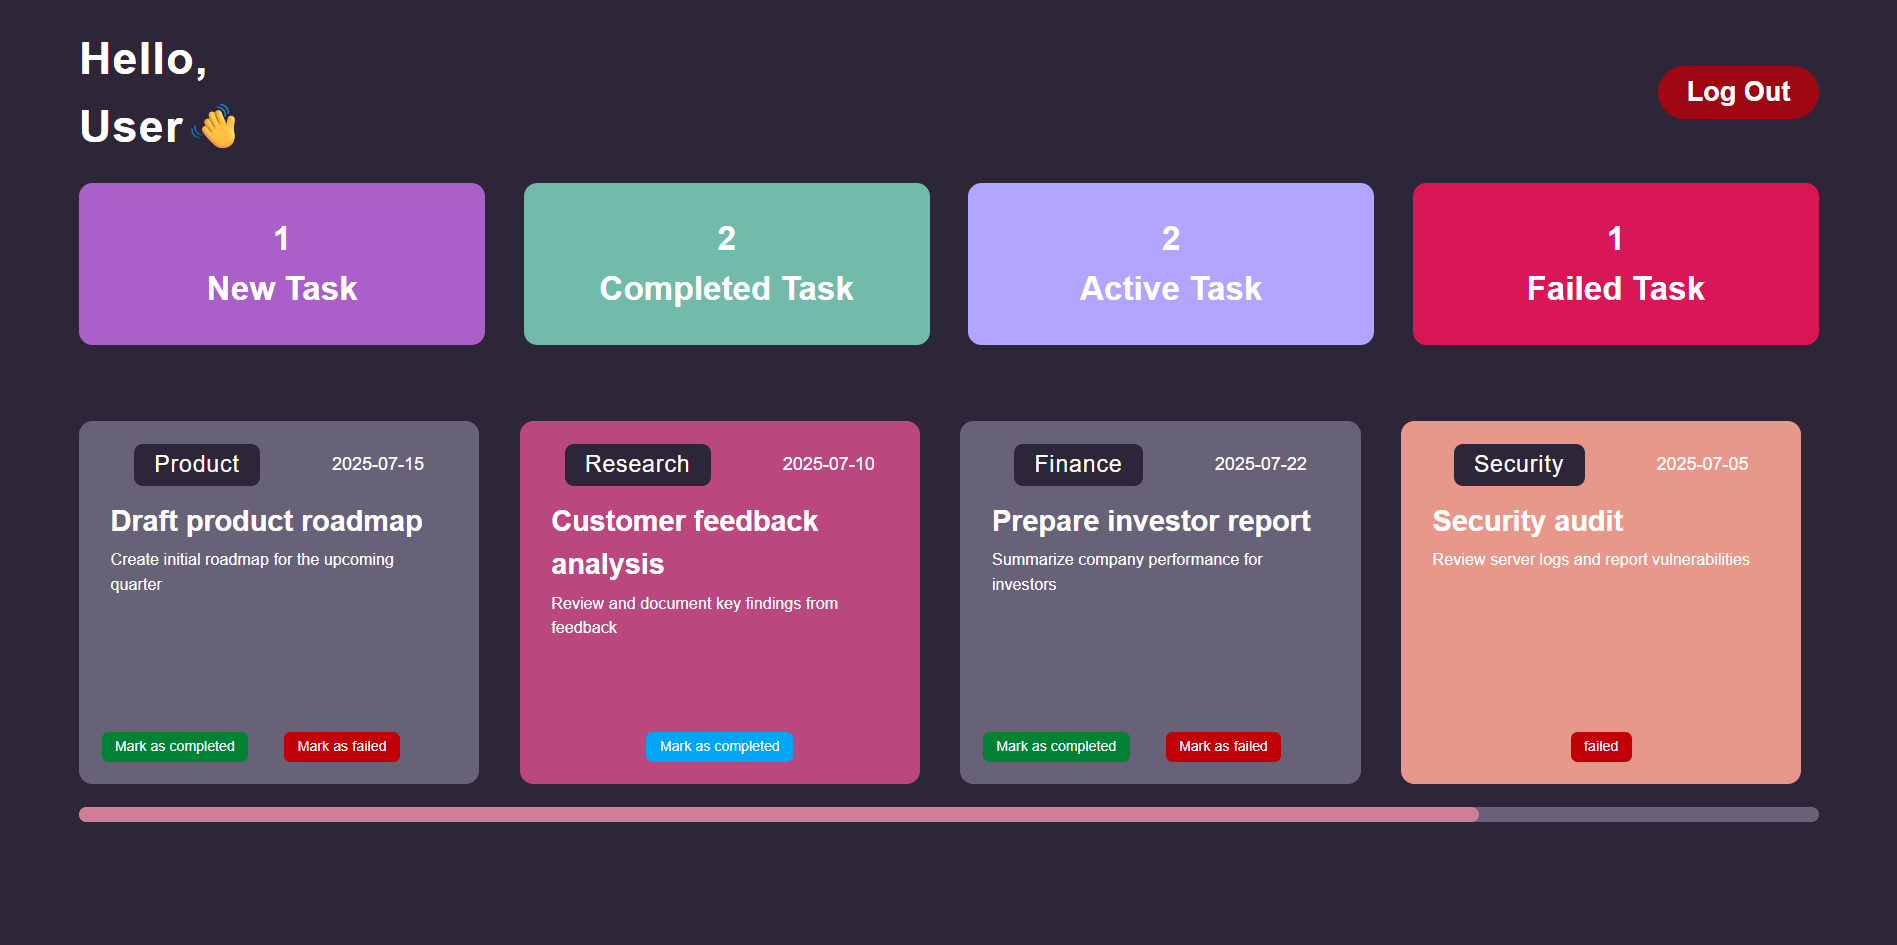 Hello,
User 👋
Log Out
1
New Task
2
Completed Task
2
Active Task
1
Failed Task
Product
2025-07-15
Draft product roadmap
Create initial roadmap for the upcoming
quarter
Mark as completed
Mark as failed
Research
2025-07-10
Customer feedback
analysis
Review and document key findings from
feedback
Mark as completed
Finance
2025-07-22
Prepare investor report
Summarize company performance for
investors
Mark as completed
Mark as failed
Security
2025-07-05
Security audit
Review server logs and report vulnerabilities
failed